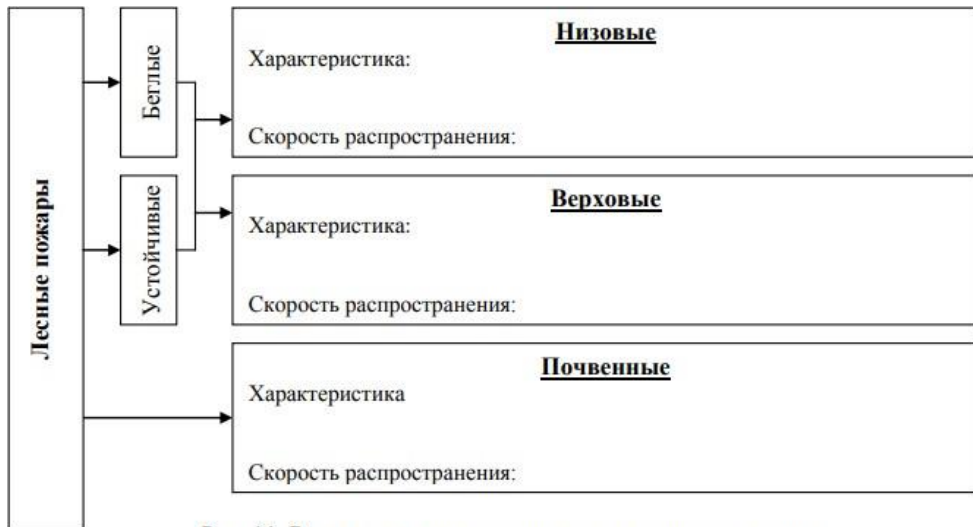 Лесные пожары
Беглые
Устойчивые
Низовые
Характеристика:
Скорость распространения:
Верховые
Характеристика:
Скорость распространения:
Почвенные
Характеристика
Скорость распространения: